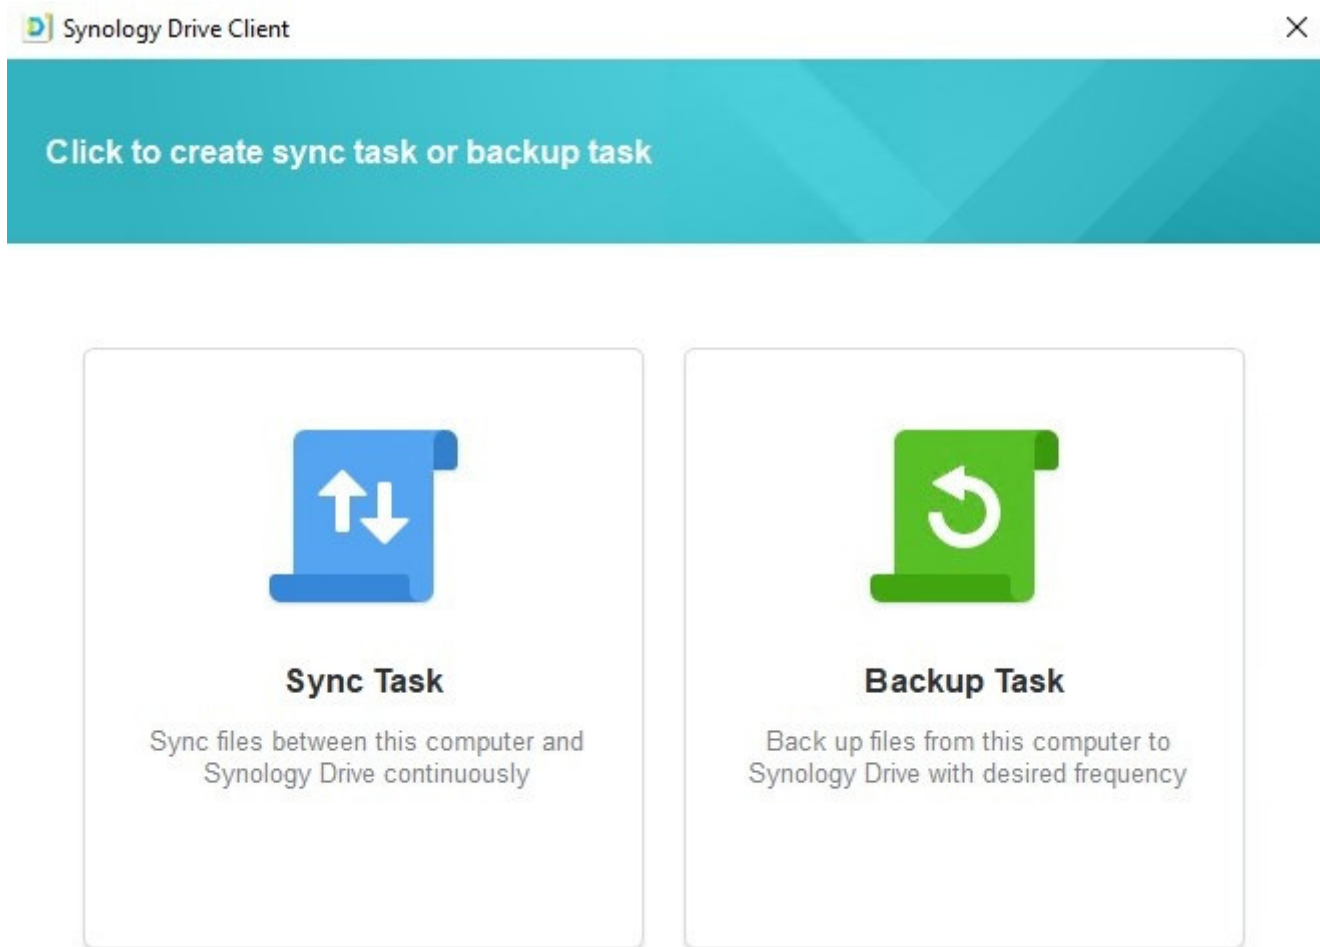 Synology Drive Client
Click to create sync task or backup task
Sync Task
Sync files between this computer and
Synology Drive continuously
Backup Task
Back up files from this computer to
Synology Drive with desired frequency